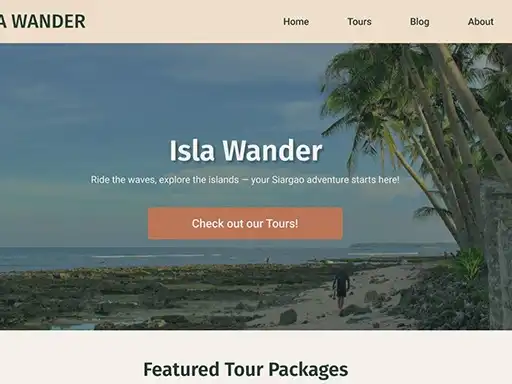 A WANDER
Home Tours Blog About
Isla Wander
Ride the waves, explore the islands — your Siargao adventure starts here!
Check out our Tours!
Featured Tour Packages